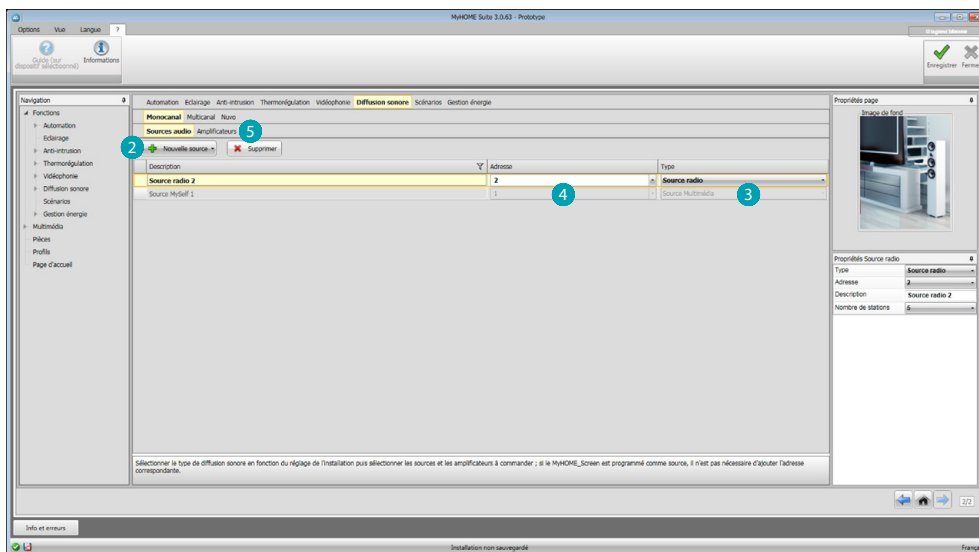 MyHOME Suite 3.0.63 - Prototype
Options Vue Langue ?
Guide (sur dispositif sélectionné)
Informations
Enregistrer Ferme
Navigation
Fonctions
Automation
Eclairage
Anti-intrusion
Thermorégulation
Vidéophonie
Diffusion sonore
Scénarios
Gestion énergie
Multimédia
Pièces
Profils
Page d'accueil
Automation Eclairage Anti-intrusion Thermorégulation Vidéophonie Diffusion sonore Scénarios Gestion énergie
Monocanal Multicanal Nuvo
Sources audio Amplificateurs 5
2 Nouvelle source Supprimer
Description Adresse Type
Source radio 2 2 Source radio
Source MySelf 1 1 Source Multimédia
4 3
Sélectionner le type de diffusion sonore en fonction du réglage de l'installation puis sélectionner les sources et les amplificateurs à commander ; si le MyHOME_Screen est programmé comme source, il n'est pas nécessaire d'ajouter l'adresse
correspondante.
Propriétés page
Image de fond
Propriétés Source radio
Type Source radio
Adresse 2
Description Source radio 2
Nombre de stations 5
2/2
Info et erreurs
Installation non sauvegardé
França